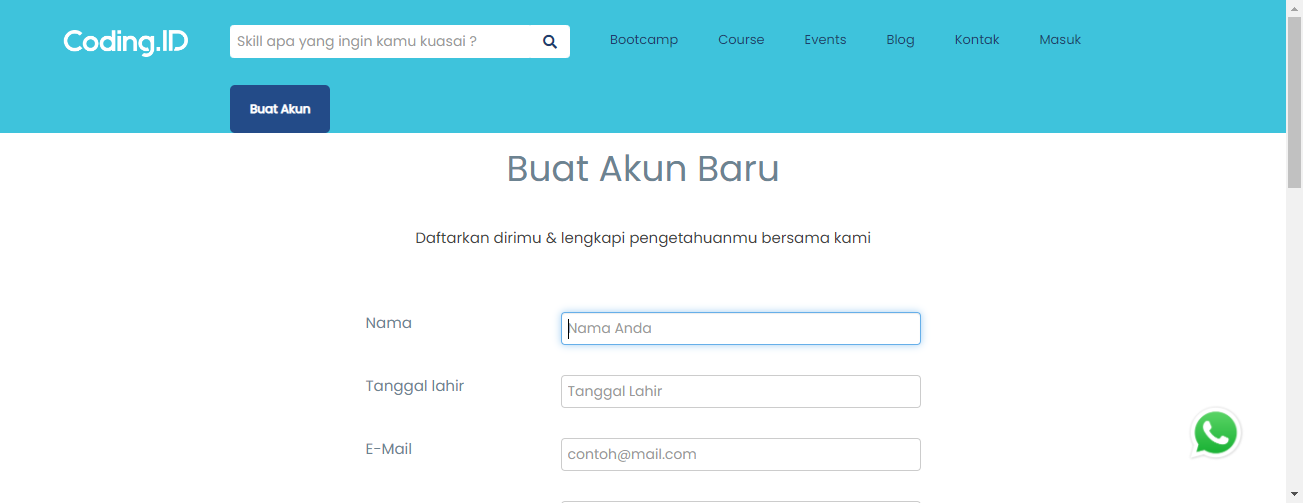 Coding.ID
Skill apa yang ingin kamu kuasai ?
Bootcamp Course Events Blog Kontak Masuk
Buat Akun
Buat Akun Baru
Daftarkan dirimu & lengkapi pengetahuanmu bersama kami
Nama
Nama Anda
Tanggal lahir
Tanggal Lahir
E-Mail
contoh@mail.com